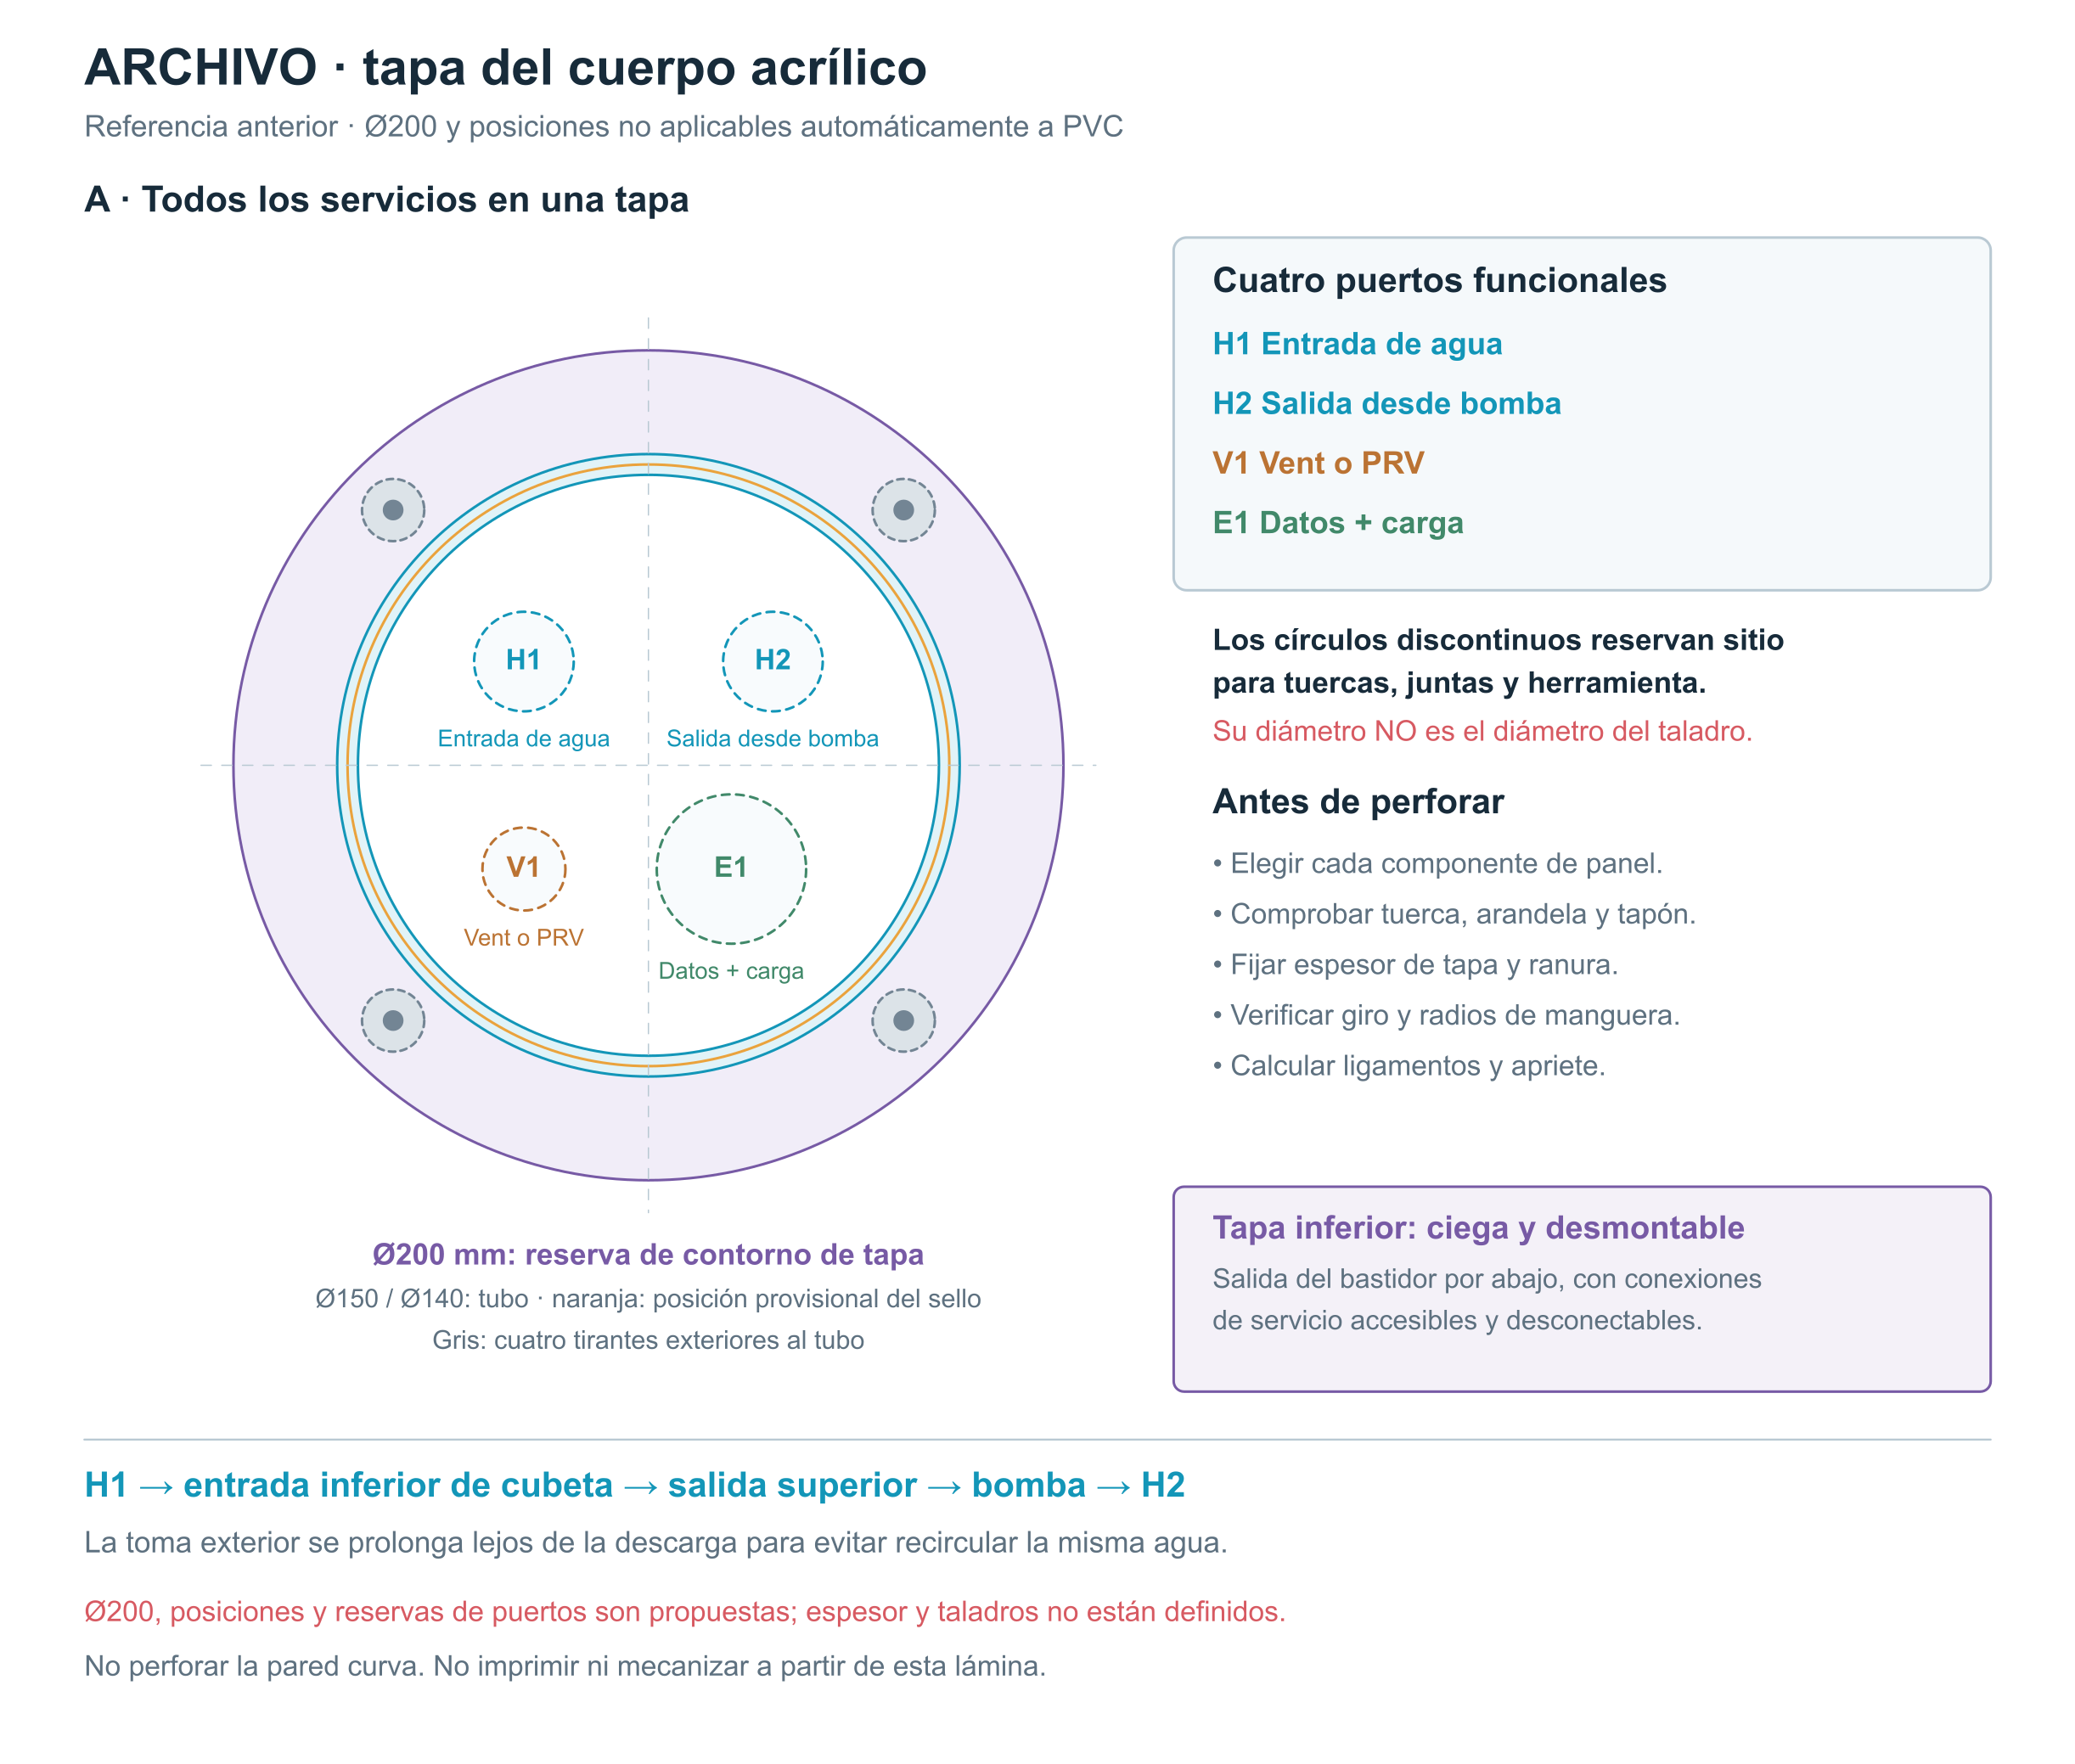 ARCHIVO · tapa del cuerpo acrílico
Referencia anterior · Ø200 y posiciones no aplicables automáticamente a PVC
A · Todos los servicios en una tapa
H1
Entrada de agua
H2
Salida desde bomba
V1
Vent o PRV
E1
Datos + carga
Ø200 mm: reserva de contorno de tapa
Ø150 / Ø140: tubo · naranja: posición provisional del sello
Gris: cuatro tirantes exteriores al tubo
Cuatro puertos funcionales
H1 Entrada de agua
H2 Salida desde bomba
V1 Vent o PRV
E1 Datos + carga
Los círculos discontinuos reservan sitio
para tuercas, juntas y herramienta.
Su diámetro NO es el diámetro del taladro.
Antes de perforar
• Elegir cada componente de panel.
• Comprobar tuerca, arandela y tapón.
• Fijar espesor de tapa y ranura.
• Verificar giro y radios de manguera.
• Calcular ligamentos y apriete.
Tapa inferior: ciega y desmontable
Salida del bastidor por abajo, con conexiones
de servicio accesibles y desconectables.
H1 → entrada inferior de cubeta → salida superior → bomba → H2
La toma exterior se prolonga lejos de la descarga para evitar recircular la misma agua.
Ø200, posiciones y reservas de puertos son propuestas; espesor y taladros no están definidos.
No perforar la pared curva. No imprimir ni mecanizar a partir de esta lámina.